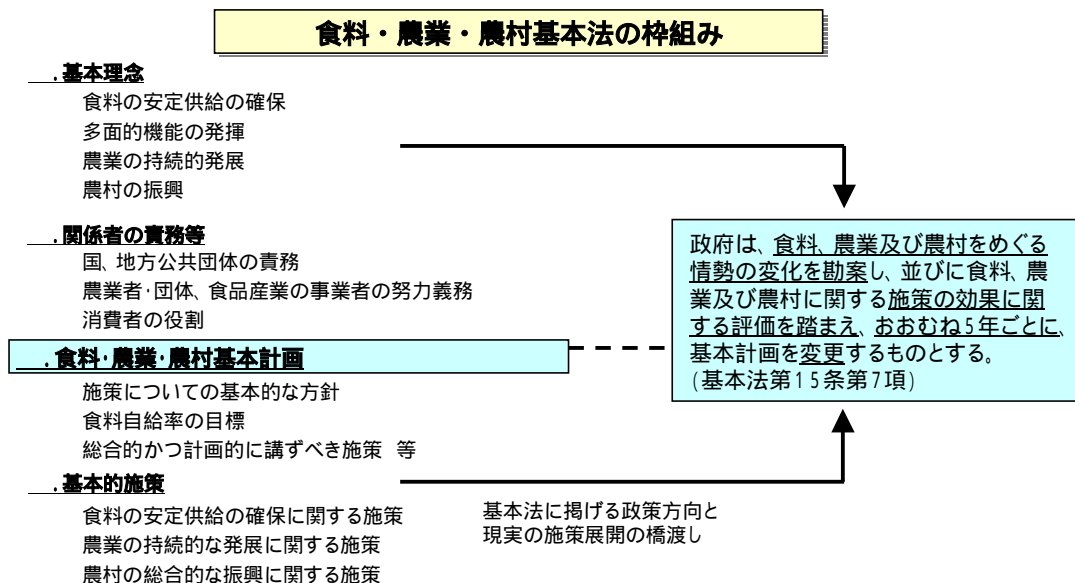 食料・農業・農村基本法の枠組み
．基本理念
食料の安定供給の確保
多面的機能の発揮
農業の持続的発展
農村の振興
．関係者の責務等
国、地方公共団体の責務
農業者・団体、食品産業の事業者の努力義務
消費者の役割
．食料・農業・農村基本計画
施策についての基本的な方針
食料自給率の目標
総合的かつ計画的に講ずべき施策 等
．基本的施策
食料の安定供給の確保に関する施策
農業の持続的な発展に関する施策
農村の総合的な振興に関する施策
政府は、食料、農業及び農村をめぐる
情勢の変化を勘案し、並びに食料、農
業及び農村に関する施策の効果に関
する評価を踏まえ、おおむね5年ごとに、
基本計画を変更するものとする。
(基本法第15条第7項)
基本法に掲げる政策方向と
現実の施策展開の橋渡し